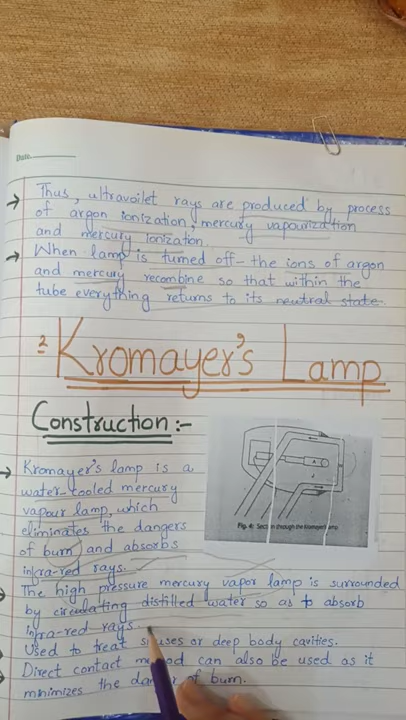 Date
→ Thus, ultravoilet rays are produced by process
of argon ionization, mercury vapourization
and mercury ionization.
→ When lamp is turned off- the ions of argon
and mercury recombine so that within the
tube everything returns to its neutral state.
2 Kromayer's Lamp
Construction :-
→ Kromayer's lamp is a
water-tooled mercury
vapour lamp, which
eliminates the dangers
of burn and absorbs
infra-red rays.
→ The high pressure mercury vapor lamp is surrounded
by circulating distilled water so as to absorb
infra-red rays.
Used to treat or deep body cavities.
→ Direct contact can also be used as it
minimizes the of burn.
A
Fig. 4: Section through the kromayer lamp